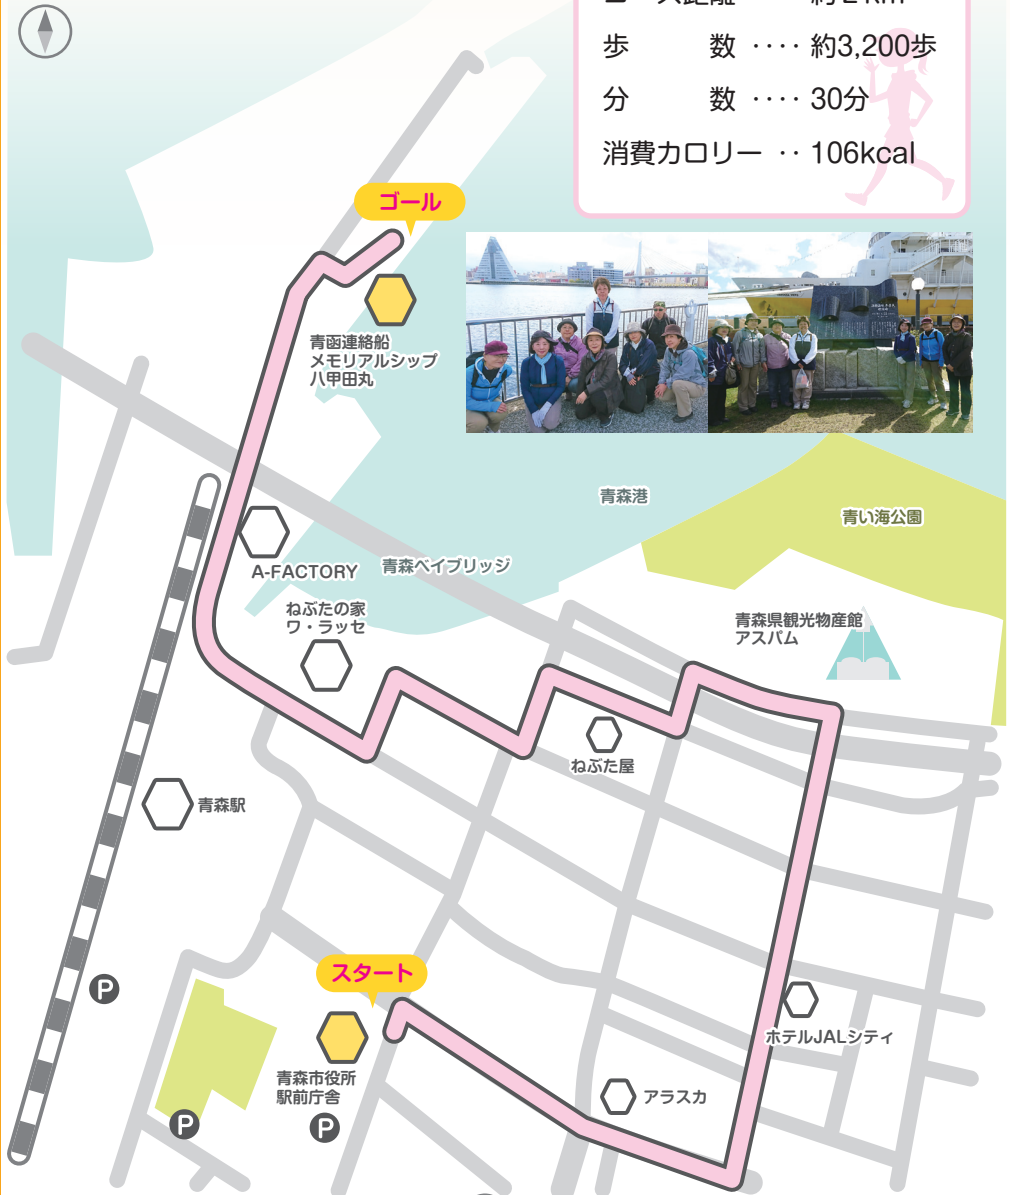 歩　　　数 ‥‥ 約3,200歩
分　　　数 ‥‥ 30分
消費カロリー ‥ 106kcal
ゴール
青函連絡船
メモリアルシップ
八甲田丸
青森港
青い海公園
A-FACTORY
青森ベイブリッジ
ねぶたの家
ワ・ラッセ
青森県観光物産館
アスパム
ねぶた屋
青森駅
スタート
P
ホテルJALシティ
青森市役所
駅前庁舎
アラスカ
P
P